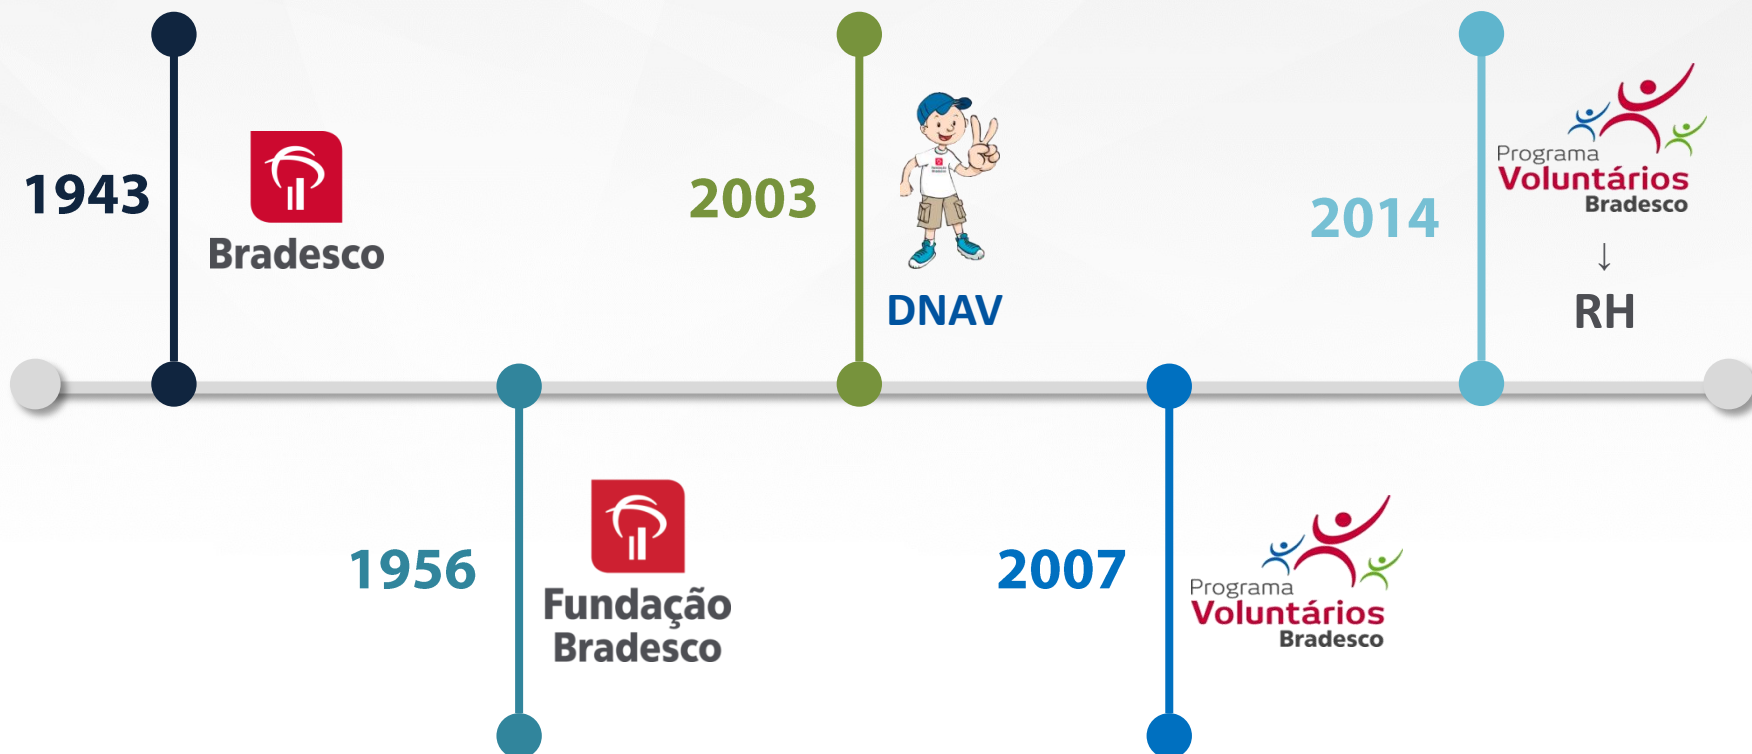 1943
Bradesco
1956
Fundação
Bradesco
2003
DNAV
2007
Programa
Voluntários
Bradesco
2014
Programa
Voluntários
Bradesco
↓
RH